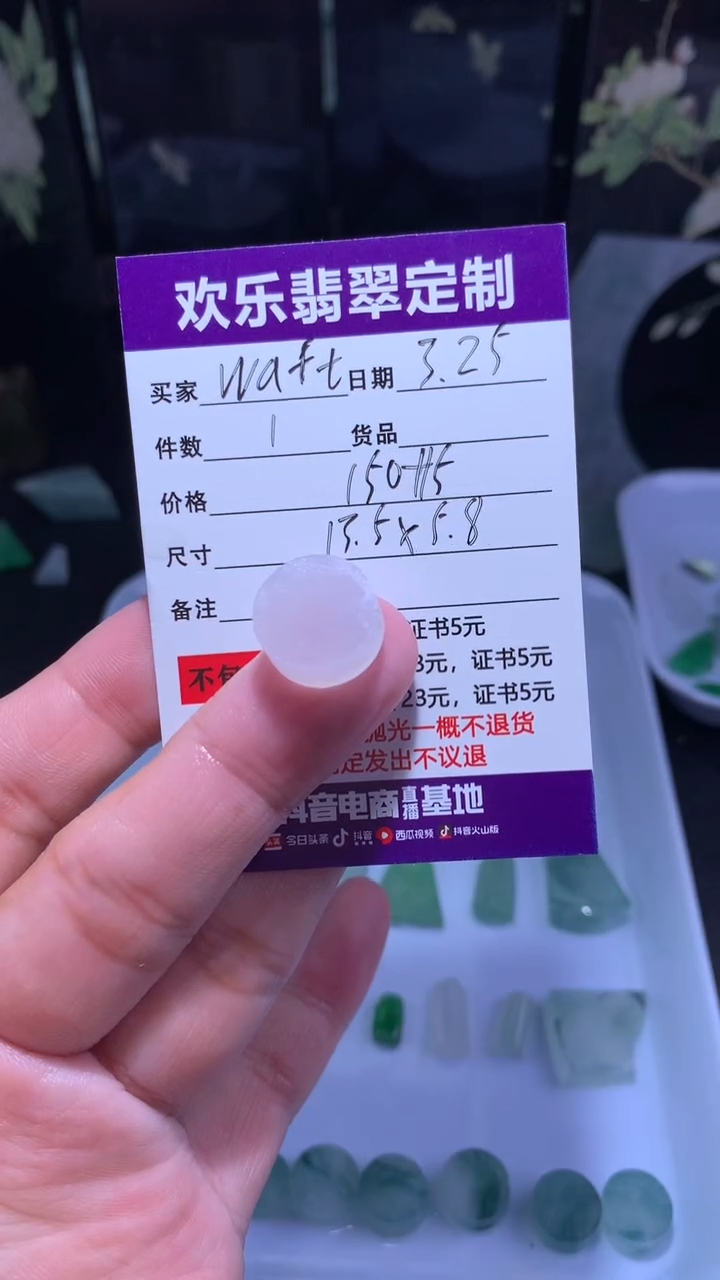 欢乐翡翠定制
买家 waft 日期 3.25
件数 1 货品
价格 150+15
尺寸 13.5x5.8
备注
证书5元
不包
3元，证书5元
23元，证书5元
抛光一概不退货
定发出不议退
抖音电商直播基地
今日头条 抖音 西瓜视频 抖音火山版